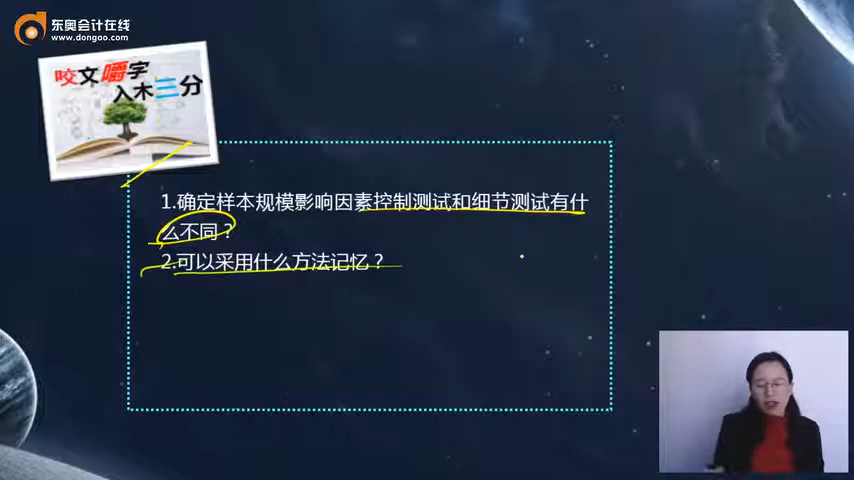 东奥会计在线
www.dongao.com
咬文嚼字
入木三分
1.确定样本规模影响因素控制测试和细节测试有什
么不同？
2.可以采用什么方法记忆？